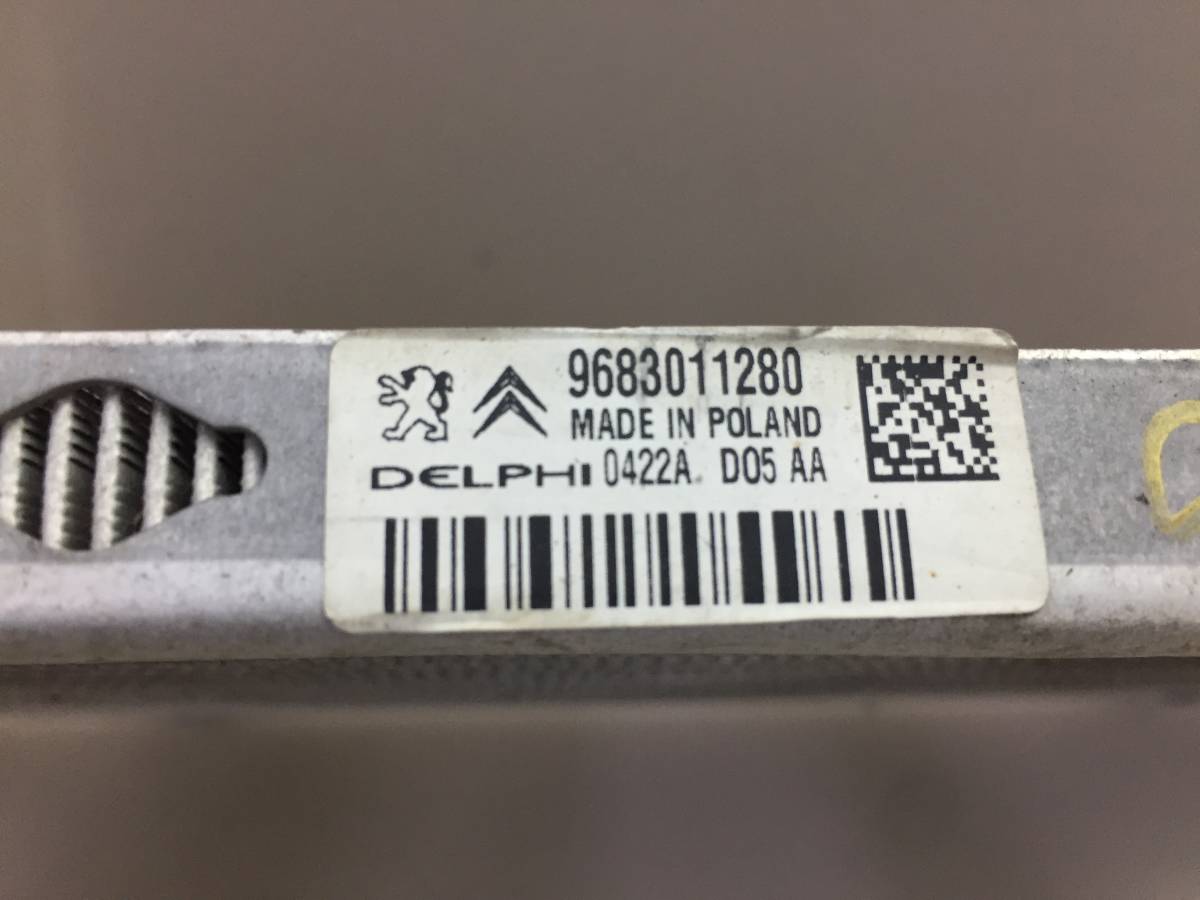 9683011280
MADE IN POLAND
DELPHI 0422A. D05 AA